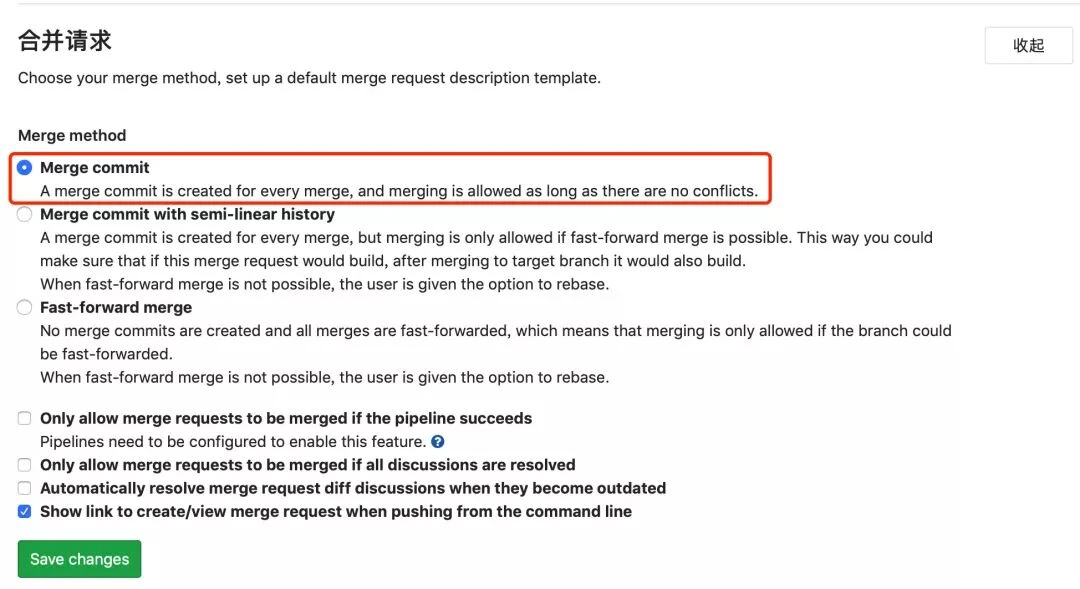 合并请求
收起
Choose your merge method, set up a default merge request description template.
Merge method
Merge commit
A merge commit is created for every merge, and merging is allowed as long as there are no conflicts.
Merge commit with semi-linear history
A merge commit is created for every merge, but merging is only allowed if fast-forward merge is possible. This way you could
make sure that if this merge request would build, after merging to target branch it would also build.
When fast-forward merge is not possible, the user is given the option to rebase.
Fast-forward merge
No merge commits are created and all merges are fast-forwarded, which means that merging is only allowed if the branch could
be fast-forwarded.
When fast-forward merge is not possible, the user is given the option to rebase.
Only allow merge requests to be merged if the pipeline succeeds
Pipelines need to be configured to enable this feature. ?
Only allow merge requests to be merged if all discussions are resolved
Automatically resolve merge request diff discussions when they become outdated
Show link to create/view merge request when pushing from the command line
Save changes